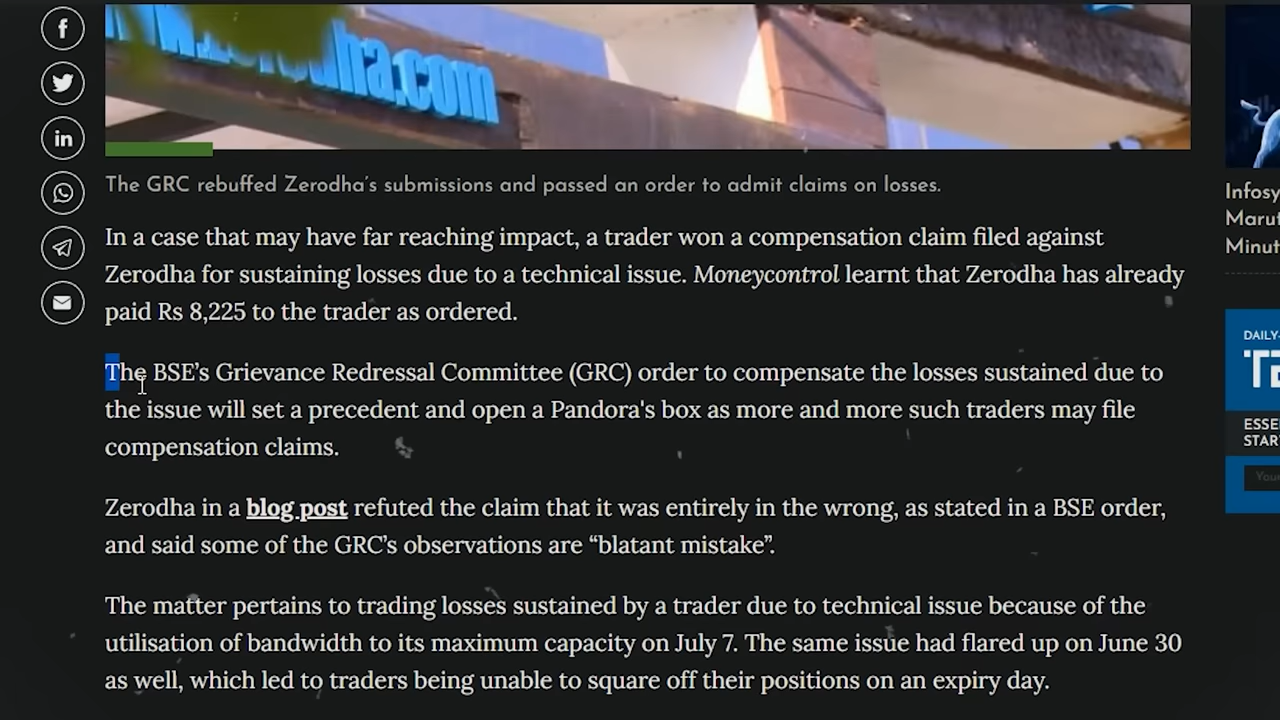 The GRC rebuffed Zerodha's submissions and passed an order to admit claims on losses.
In a case that may have far reaching impact, a trader won a compensation claim filed against
Zerodha for sustaining losses due to a technical issue. Moneycontrol learnt that Zerodha has already
paid Rs 8,225 to the trader as ordered.
The BSE’s Grievance Redressal Committee (GRC) order to compensate the losses sustained due to
the issue will set a precedent and open a Pandora's box as more and more such traders may file
compensation claims.
Zerodha in a blog post refuted the claim that it was entirely in the wrong, as stated in a BSE order,
and said some of the GRC’s observations are “blatant mistake”.
The matter pertains to trading losses sustained by a trader due to technical issue because of the
utilisation of bandwidth to its maximum capacity on July 7. The same issue had flared up on June 30
as well, which led to traders being unable to square off their positions on an expiry day.
Infosy
Marut
Minut
DAILY-
ESSE
STAR
You